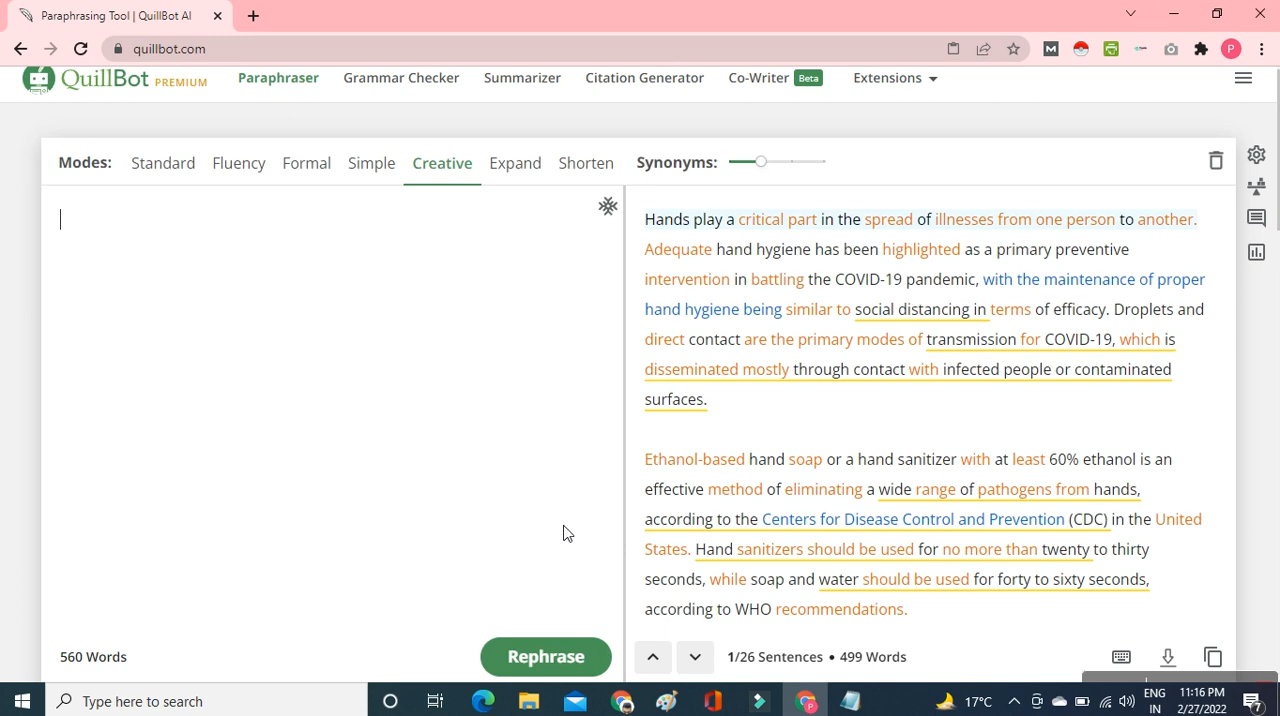 Paraphrasing Tool | QuillBot AI
quillbot.com
QuillBot PREMIUM Paraphraser Grammar Checker Summarizer Citation Generator Co-Writer Beta Extensions
Modes: Standard Fluency Formal Simple Creative Expand Shorten Synonyms:
Hands play a critical part in the spread of illnesses from one person to another.
Adequate hand hygiene has been highlighted as a primary preventive
intervention in battling the COVID-19 pandemic, with the maintenance of proper
hand hygiene being similar to social distancing in terms of efficacy. Droplets and
direct contact are the primary modes of transmission for COVID-19, which is
disseminated mostly through contact with infected people or contaminated
surfaces.
Ethanol-based hand soap or a hand sanitizer with at least 60% ethanol is an
effective method of eliminating a wide range of pathogens from hands,
according to the Centers for Disease Control and Prevention (CDC) in the United
States. Hand sanitizers should be used for no more than twenty to thirty
seconds, while soap and water should be used for forty to sixty seconds,
according to WHO recommendations.
560 Words Rephrase 1/26 Sentences • 499 Words
Type here to search 17°C ENG 11:16 PM
IN 2/27/2022 7